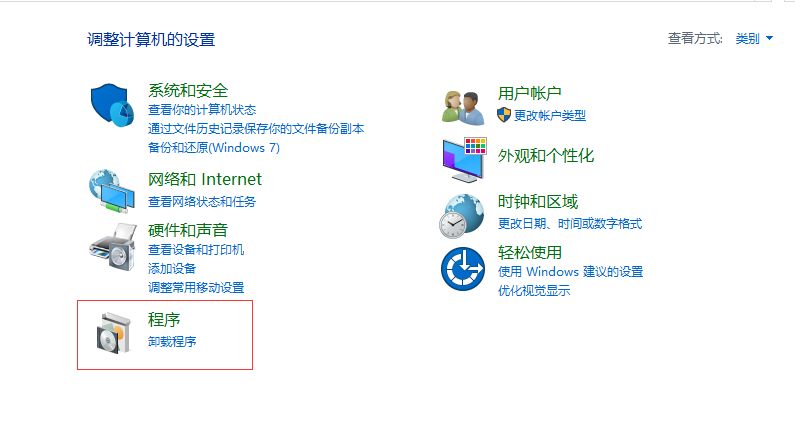 调整计算机的设置
查看方式: 类别
系统和安全
查看你的计算机状态
通过文件历史记录保存你的文件备份副本
备份和还原(Windows 7)
网络和 Internet
查看网络状态和任务
硬件和声音
查看设备和打印机
添加设备
调整常用移动设置
程序
卸载程序
用户帐户
更改帐户类型
外观和个性化
时钟和区域
更改日期、时间或数字格式
轻松使用
使用 Windows 建议的设置
优化视觉显示